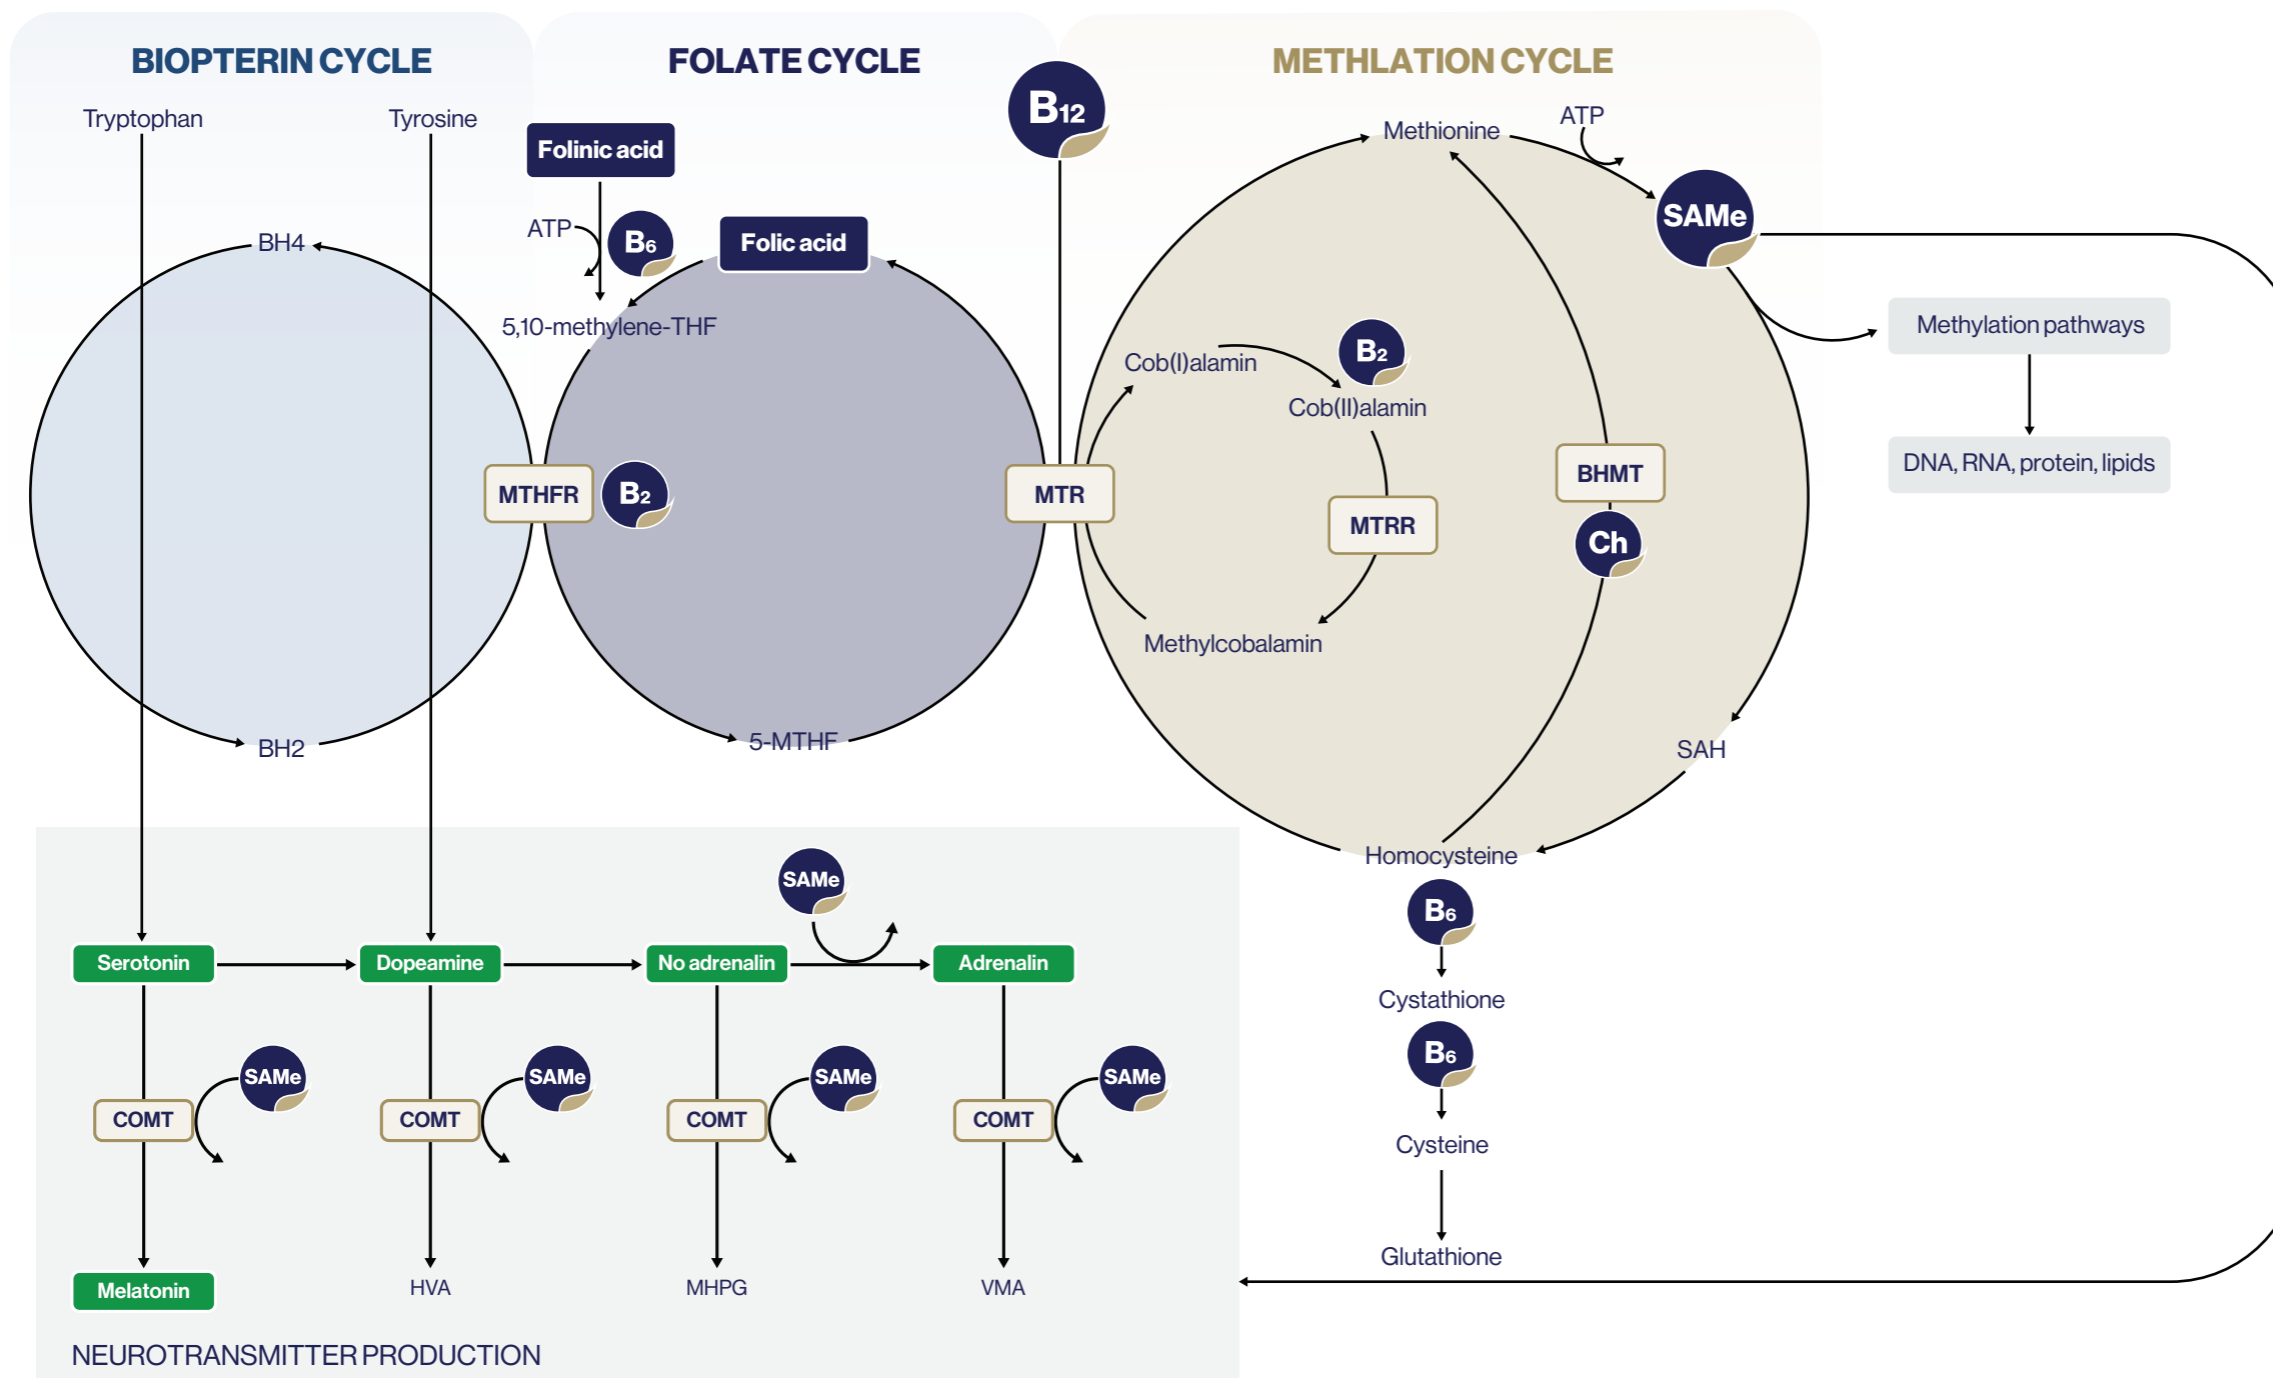 BIOPTERIN CYCLE
FOLATE CYCLE
METHLATION CYCLE
Tryptophan
Tyrosine
Folinic acid
B12
Methionine
ATP
SAMe
ATP
B6
Folic acid
BH4
5,10-methylene-THF
Methylation pathways
Cob(I)alamin
B2
Cob(II)alamin
DNA, RNA, protein, lipids
MTHFR
B2
MTR
MTRR
BHMT
Ch
Methylcobalamin
BH2
5-MTHF
SAH
Homocysteine
B6
Cystathione
B6
Cysteine
Glutathione
SAMe
Serotonin
Dopeamine
No adrenalin
Adrenalin
SAMe
SAMe
SAMe
SAMe
COMT
COMT
COMT
COMT
Melatonin
HVA
MHPG
VMA
NEUROTRANSMITTER PRODUCTION